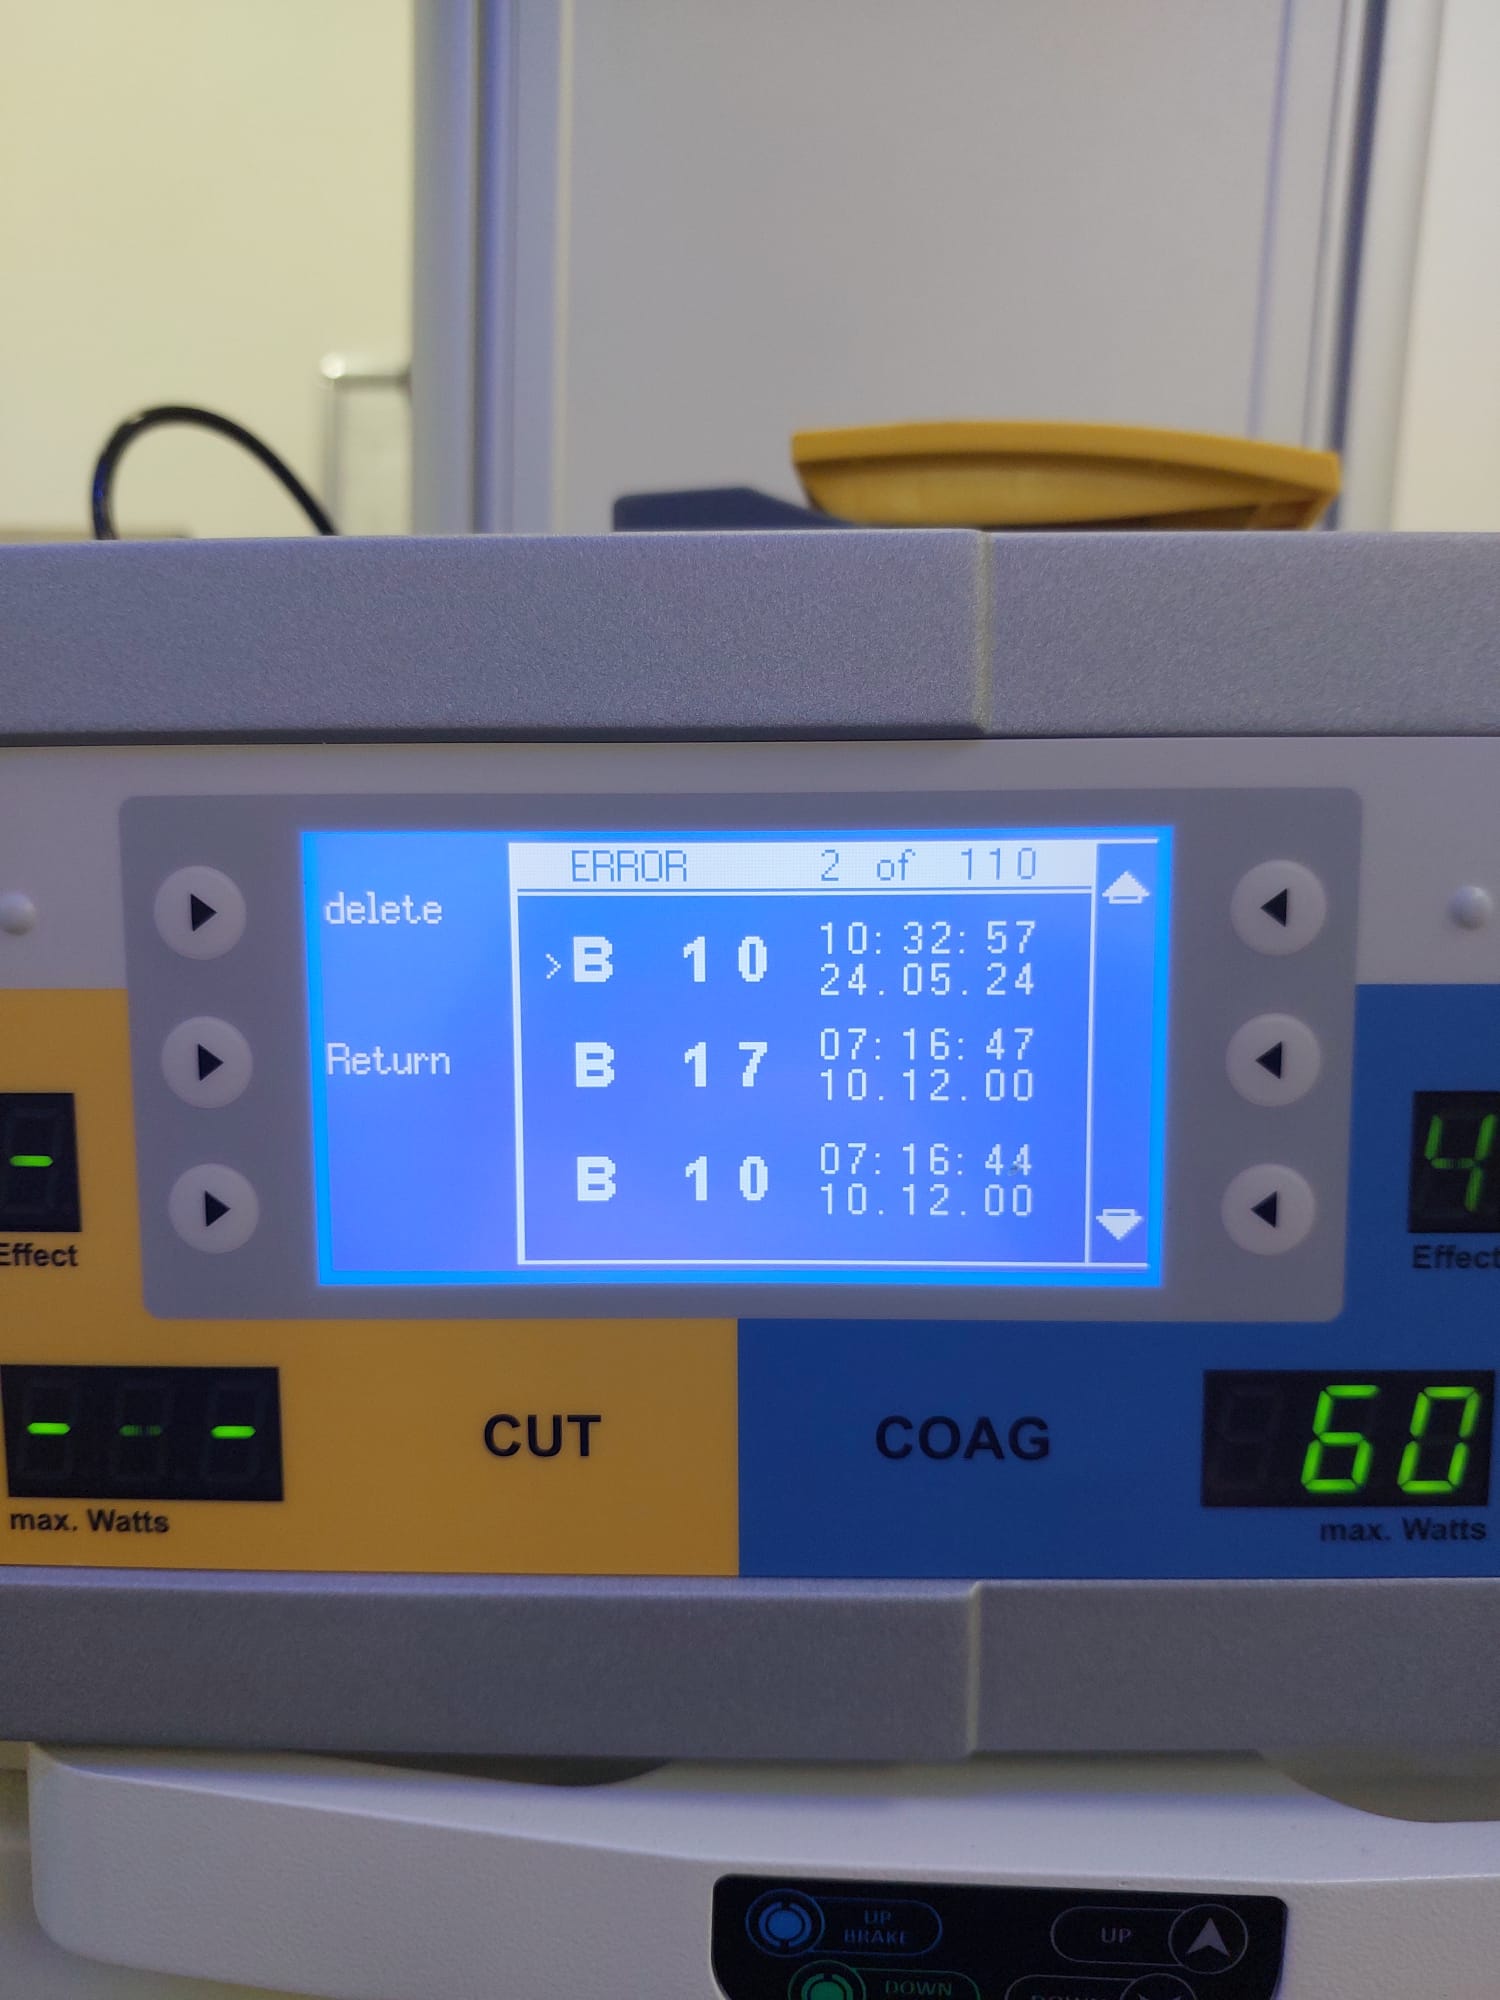 ERROR 2 of 110
delete
>B 10 10:32:57
24.05.24
Return
B 17 07:16:47
10.12.00
B 10 07:16:44
10.12.00
- 4
Effect Effect
- - - CUT COAG 60
max. Watts max. Watts
UP
BRAKE
UP
DOWN